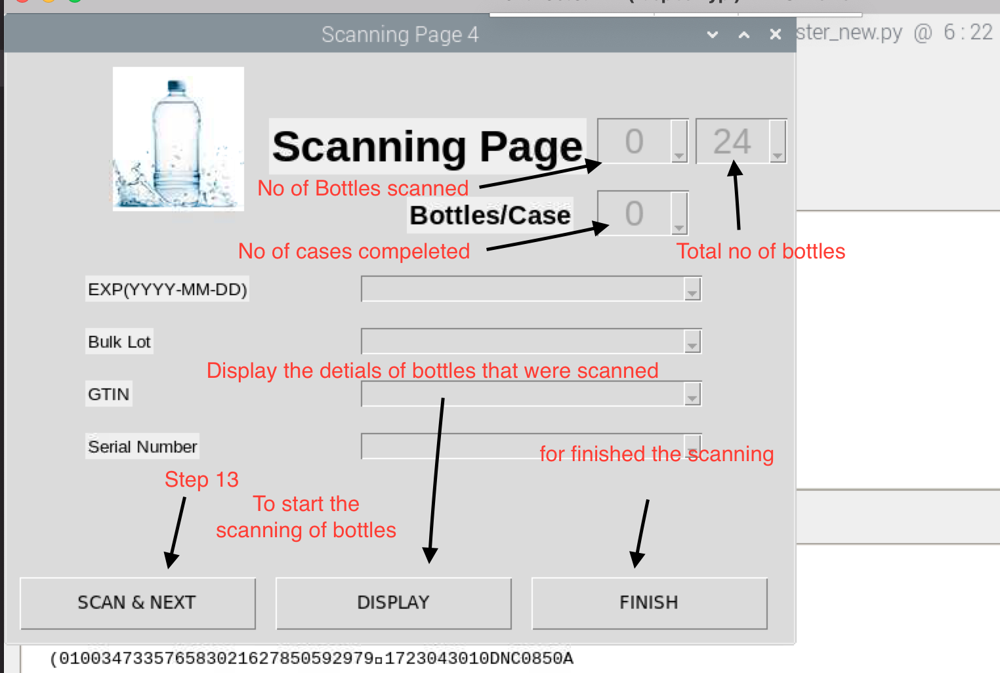 Scanning Page 4
ster_new.py @ 6 : 22
Scanning Page
0
24
No of Bottles scanned
Bottles/Case
0
No of cases compeleted
Total no of bottles
EXP(YYYY-MM-DD)
Bulk Lot
Display the detials of bottles that were scanned
GTIN
Serial Number
for finished the scanning
Step 13
To start the
scanning of bottles
SCAN & NEXT
DISPLAY
FINISH
(010034733576583021627850592979▯1723043010DNC0850A